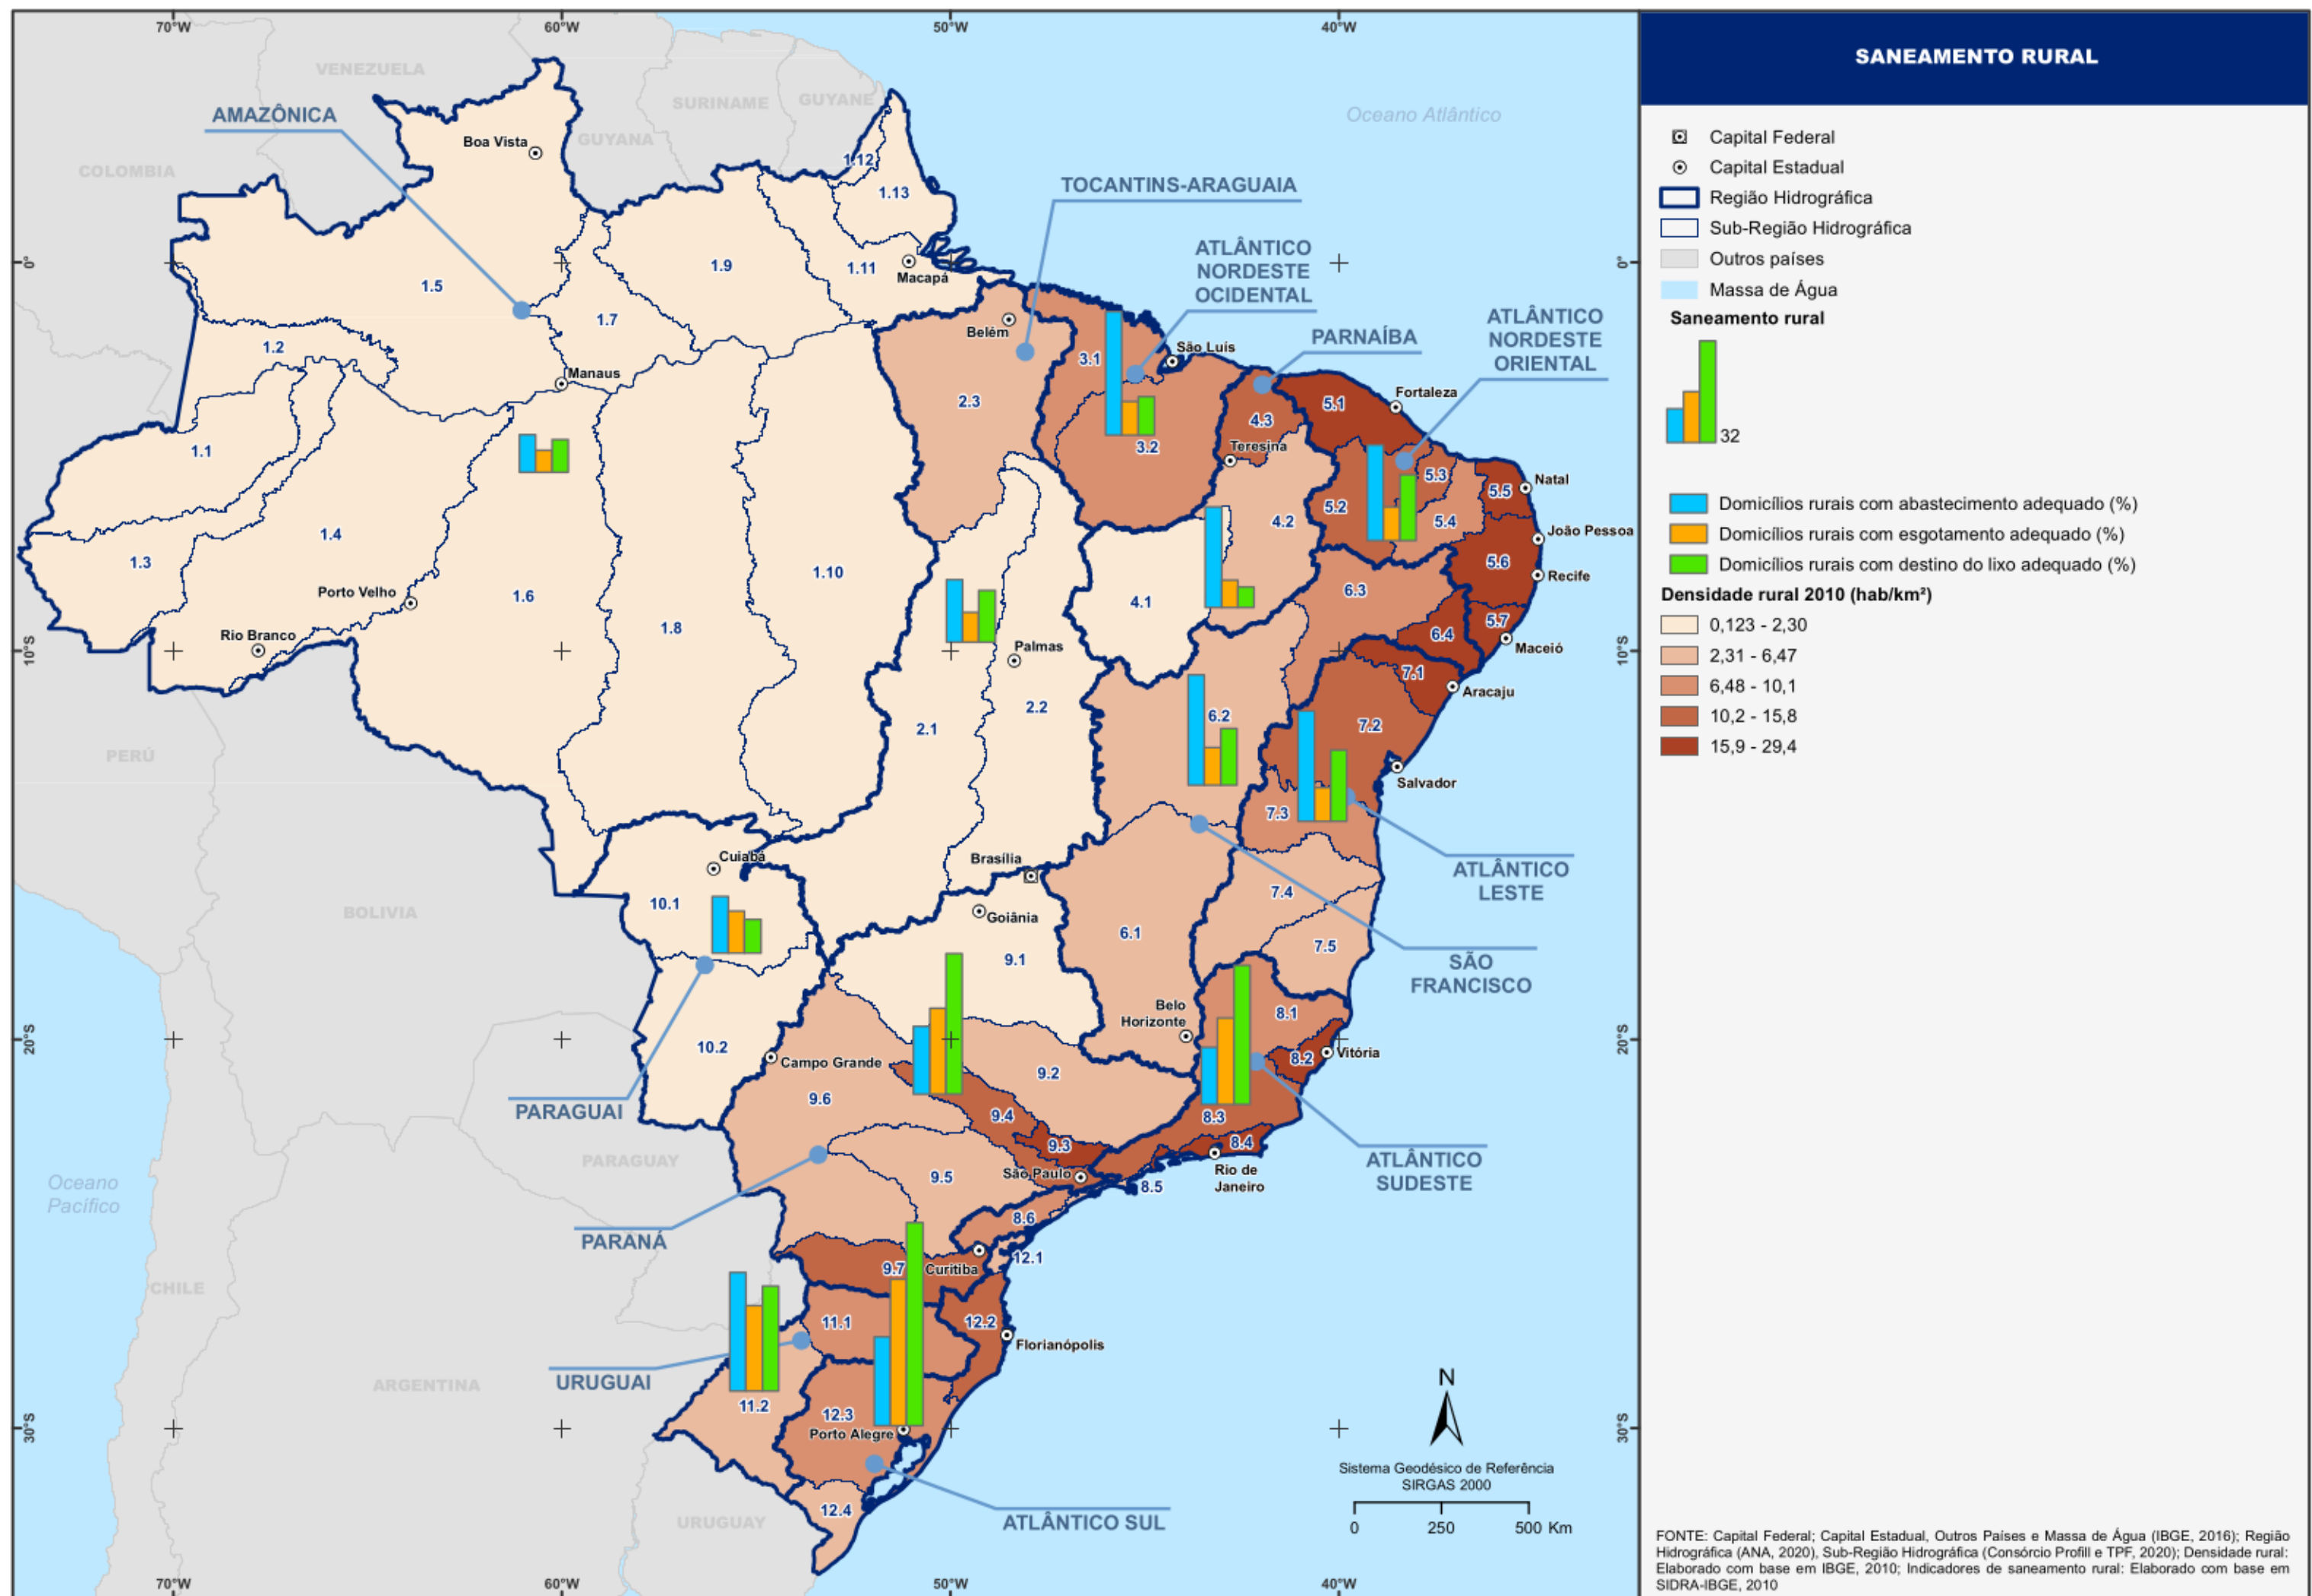 70°W
60°W
50°W
40°W
SANEAMENTO RURAL
VENEZUELA
SURINAME
GUYANE
GUYANA
COLOMBIA
AMAZÔNICA
Boa Vista
Oceano Atlântico
Capital Federal
Capital Estadual
Região Hidrográfica
Sub-Região Hidrográfica
Outros países
Massa de Água
Saneamento rural
32
Domicílios rurais com abastecimento adequado (%)
Domicílios rurais com esgotamento adequado (%)
Domicílios rurais com destino do lixo adequado (%)
Densidade rural 2010 (hab/km²)
0,123 - 2,30
2,31 - 6,47
6,48 - 10,1
10,2 - 15,8
15,9 - 29,4
1.12
1.13
TOCANTINS-ARAGUAIA
ATLÂNTICO
NORDESTE
OCIDENTAL
PARNAÍBA
ATLÂNTICO
NORDESTE
ORIENTAL
0°
0°
1.5
1.9
1.11
Macapá
1.7
1.2
Belém
3.1
São Luís
Manaus
2.3
4.3
5.1
Fortaleza
1.1
3.2
Teresina
5.3
5.5
Natal
1.4
4.2
5.2
5.4
João Pessoa
1.3
1.10
5.6
Recife
Porto Velho
1.6
4.1
6.3
1.8
5.7
Rio Branco
6.4
Maceió
10°S
10°S
Palmas
7.1
Aracaju
2.1
2.2
6.2
7.2
PERÚ
Salvador
7.3
Cuiabá
Brasília
ATLÂNTICO
LESTE
10.1
7.4
BOLIVIA
Goiânia
6.1
7.5
9.1
SÃO
FRANCISCO
Belo
Horizonte
8.1
20°S
20°S
10.2
Campo Grande
9.2
8.2
Vitória
PARAGUAI
9.6
9.4
8.3
9.3
8.4
PARAGUAY
São Paulo
Rio de
Janeiro
ATLÂNTICO
SUDESTE
9.5
8.5
Oceano
Pacífico
8.6
PARANÁ
12.1
9.7
Curitiba
CHILE
11.1
12.2
Florianópolis
URUGUAI
ARGENTINA
11.2
12.3
Porto Alegre
N
30°S
30°S
Sistema Geodésico de Referência
SIRGAS 2000
12.4
URUGUAY
ATLÂNTICO SUL
0 250 500 Km
FONTE: Capital Federal; Capital Estadual, Outros Países e Massa de Água (IBGE, 2016); Região
Hidrográfica (ANA, 2020), Sub-Região Hidrográfica (Consórcio Profill e TPF, 2020); Densidade rural:
Elaborado com base em IBGE, 2010; Indicadores de saneamento rural: Elaborado com base em
SIDRA-IBGE, 2010
70°W
60°W
50°W
40°W